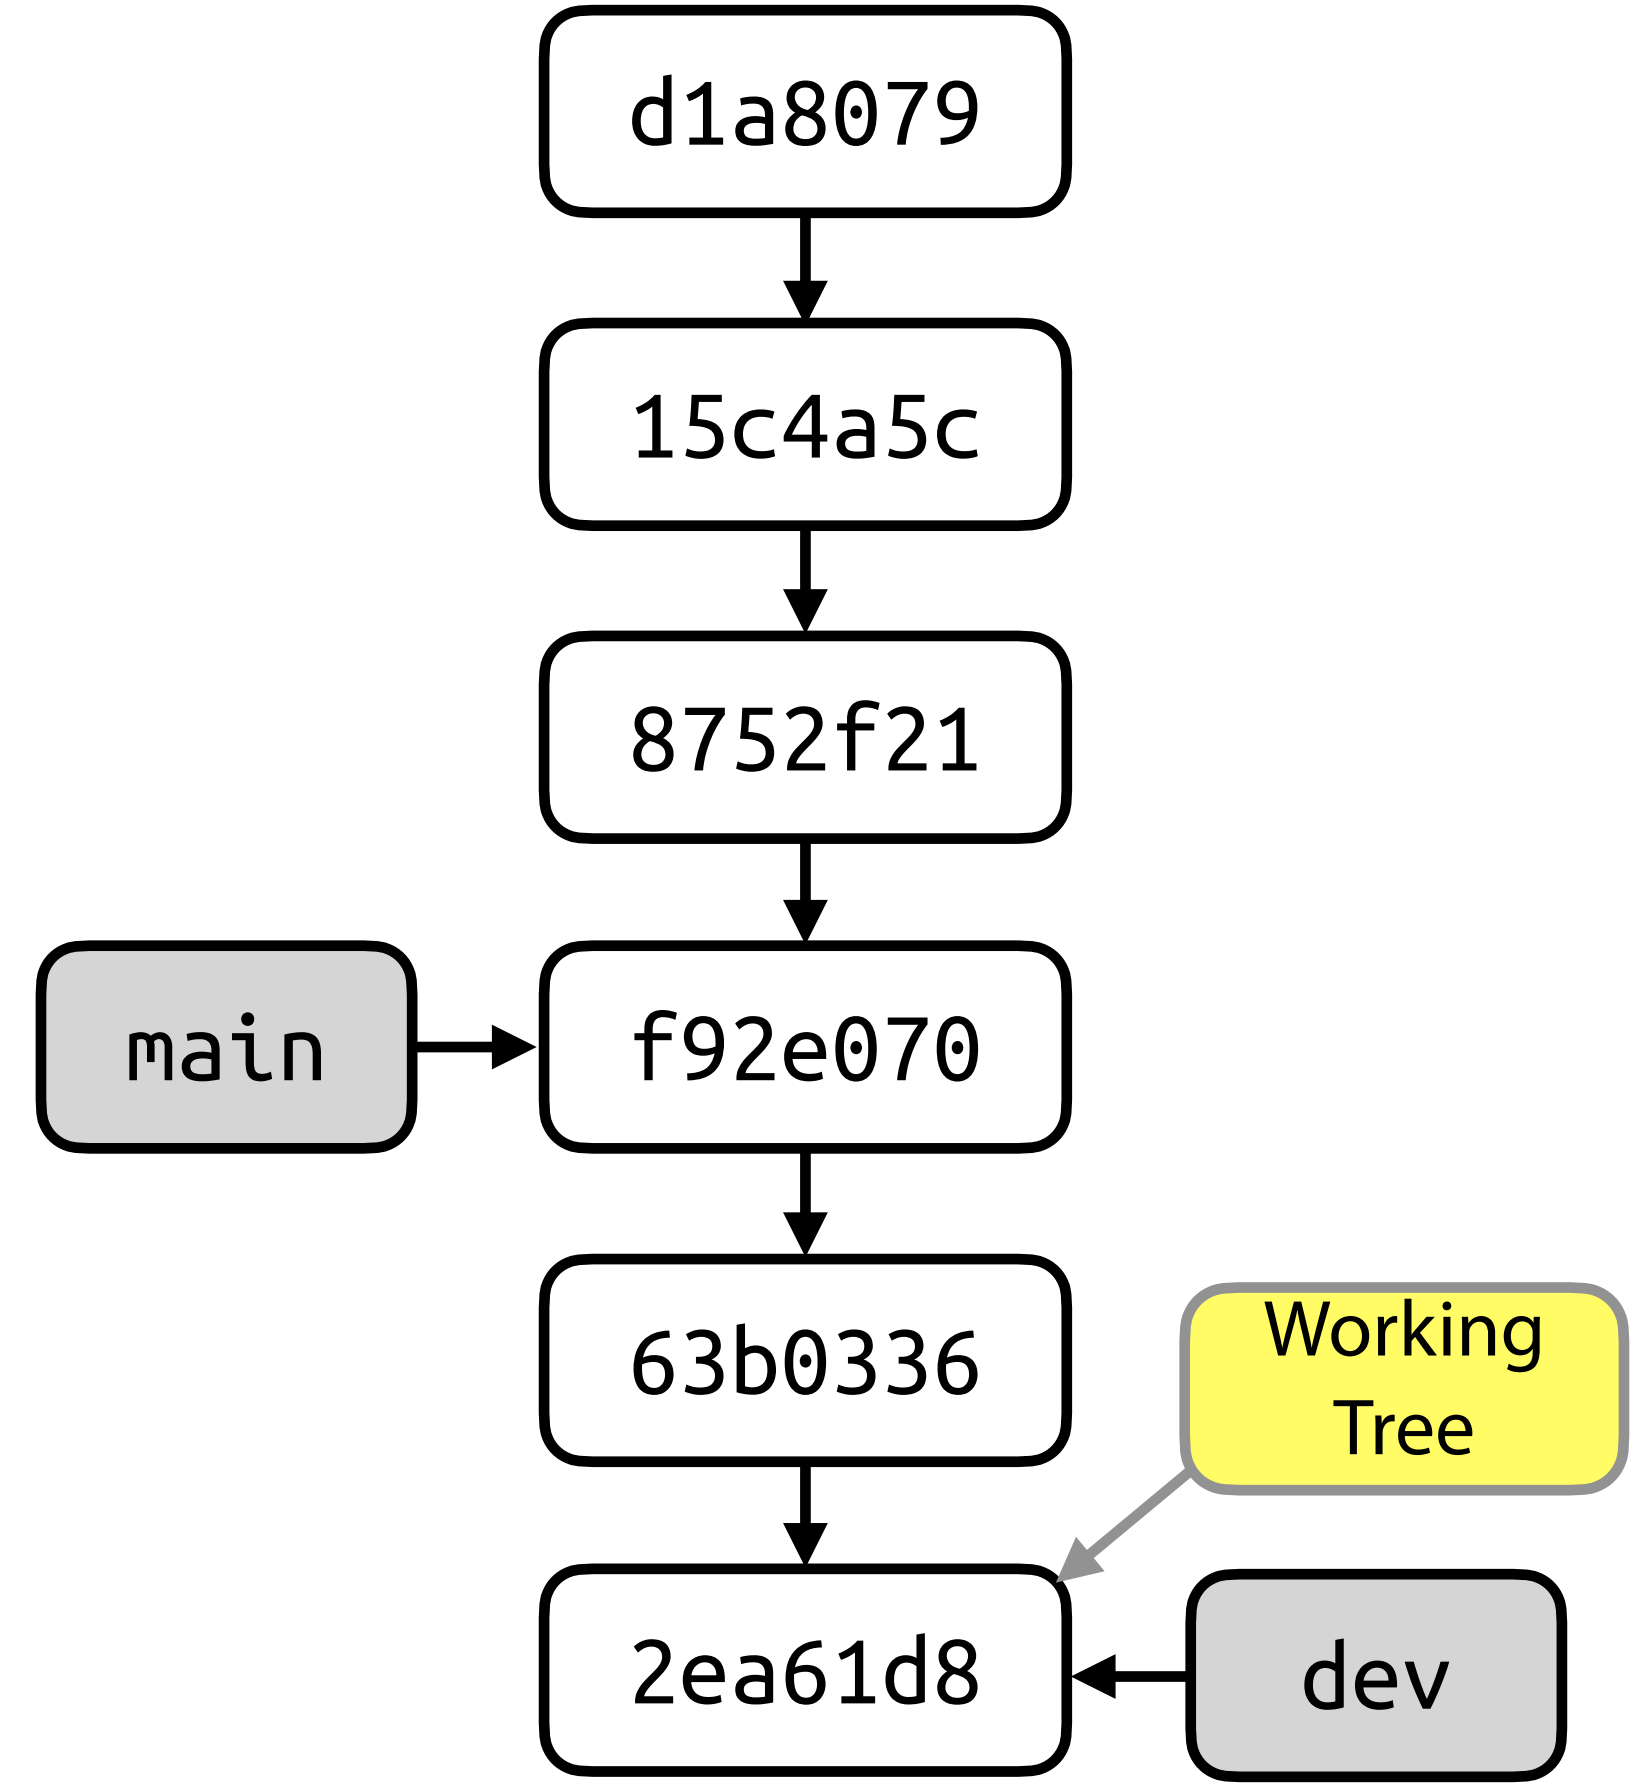 d1a8079
15c4a5c
8752f21
main
f92e070
63b0336
Working
Tree
2ea61d8
dev